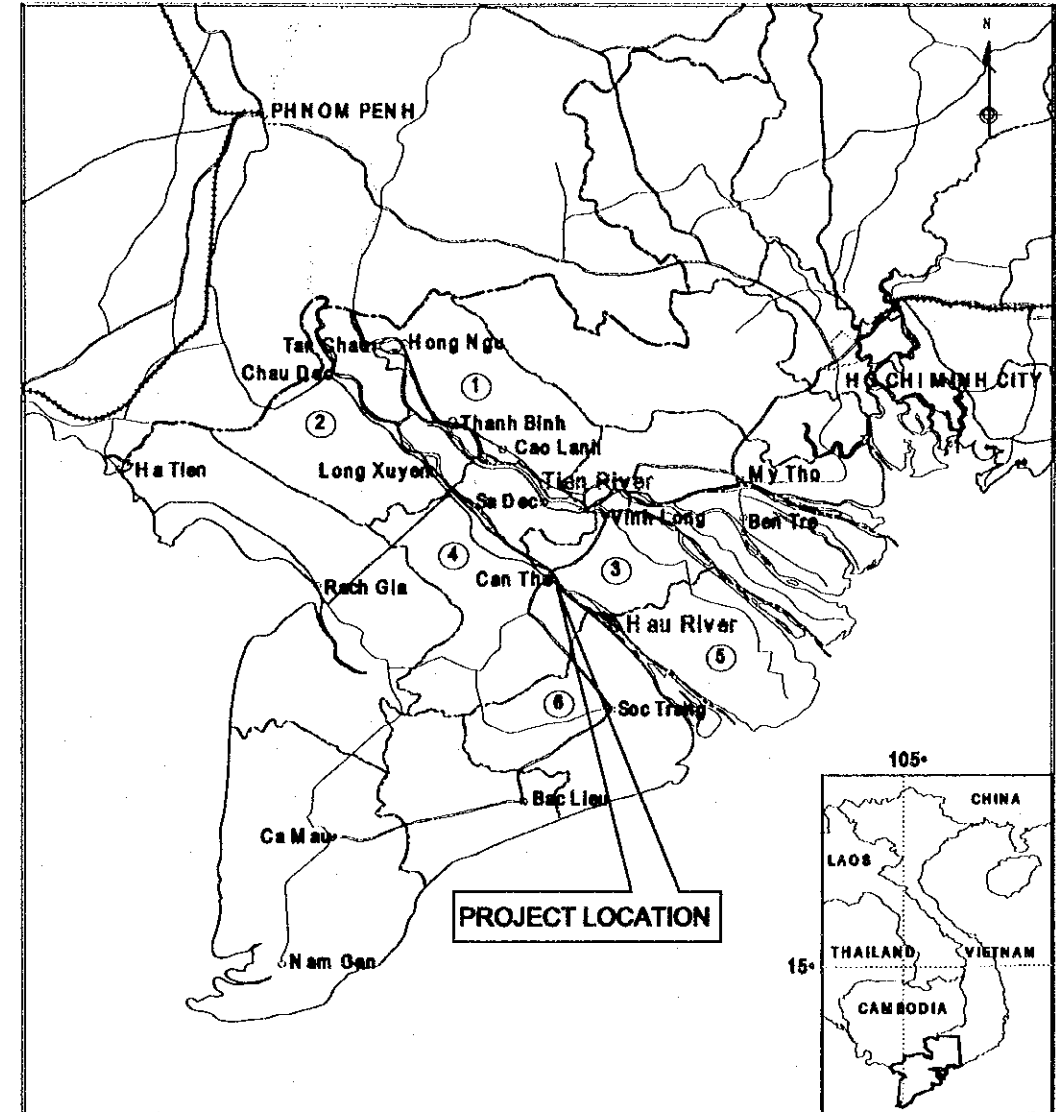 N
PHNOM PENH
Tan Chau
Hong Ngu
Chau Doc
1
HO CHI MINH CITY
2
Thanh Binh
Cao Lanh
Ha Tien
Long Xuyen
Tien River
My Tho
Sa Dec
Vinh Long
Ben Tre
4
Can Tho
3
Rach Gia
Hau River
5
6
Soc Trang
105°
Bac Lieu
CHINA
Ca Mau
LAOS
PROJECT LOCATION
THAILAND
VIETNAM
Nam Can
15°
CAMBODIA